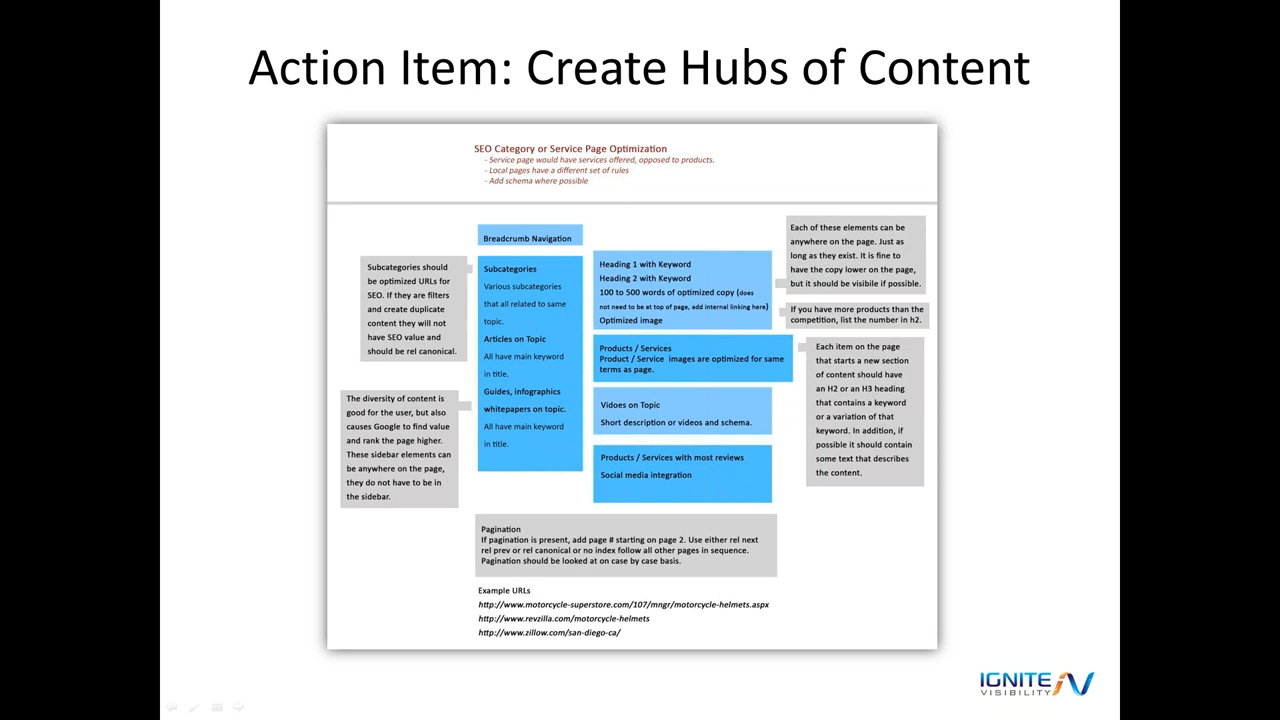 Action Item: Create Hubs of Content
SEO Category or Service Page Optimization
- Service page would have services offered, opposed to products.
- Local pages have a different set of rules
- Add schema where possible
Breadcrumb Navigation
Subcategories should
be optimized URLs for
SEO. If they are filters
and create duplicate
content they will not
have SEO value and
should be rel canonical.
The diversity of content is
good for the user, but also
causes Google to find value
and rank the page higher.
These sidebar elements can
be anywhere on the page,
they do not have to be in
the sidebar.
Subcategories
Various subcategories
that all related to same
topic.
Articles on Topic
All have main keyword
in title.
Guides, infographics
whitepapers on topic.
All have main keyword
in title.
Heading 1 with Keyword
Heading 2 with Keyword
100 to 500 words of optimized copy (does
not need to be at top of page, add internal linking here)
Optimized image
Products / Services
Product / Service images are optimized for same
terms as page.
Vidoes on Topic
Short description or videos and schema.
Products / Services with most reviews
Social media integration
Each of these elements can be
anywhere on the page. Just as
long as they exist. It is fine to
have the copy lower on the page,
but it should be visibile if possible.
If you have more products than the
competition, list the number in h2.
Each item on the page
that starts a new section
of content should have
an H2 or an H3 heading
that contains a keyword
or a variation of that
keyword. In addition, if
possible it should contain
some text that describes
the content.
Pagination
If pagination is present, add page # starting on page 2. Use either rel next
rel prev or rel canonical or no index follow all other pages in sequence.
Pagination should be looked at on case by case basis.
Example URLs
http://www.motorcycle-superstore.com/107/mngr/motorcycle-helmets.aspx
http://www.revzilla.com/motorcycle-helmets
http://www.zillow.com/san-diego-ca/
IGNITE
VISIBILITY
iV